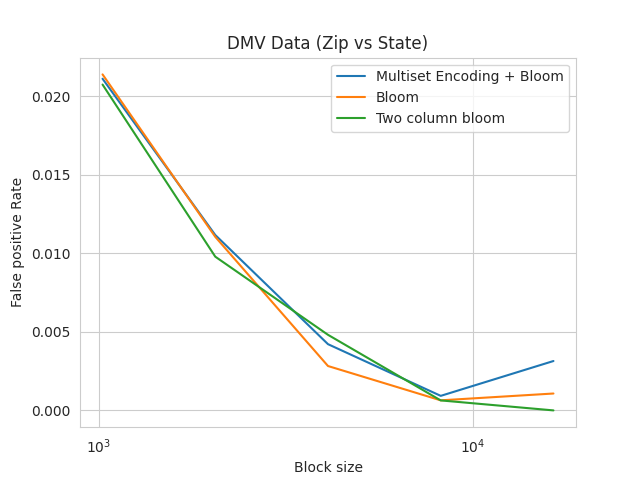 DMV Data (Zip vs State)
Multiset Encoding + Bloom
Bloom
Two column bloom
0.020
0.015
0.010
0.005
0.000
False positive Rate
10³
10⁴
Block size